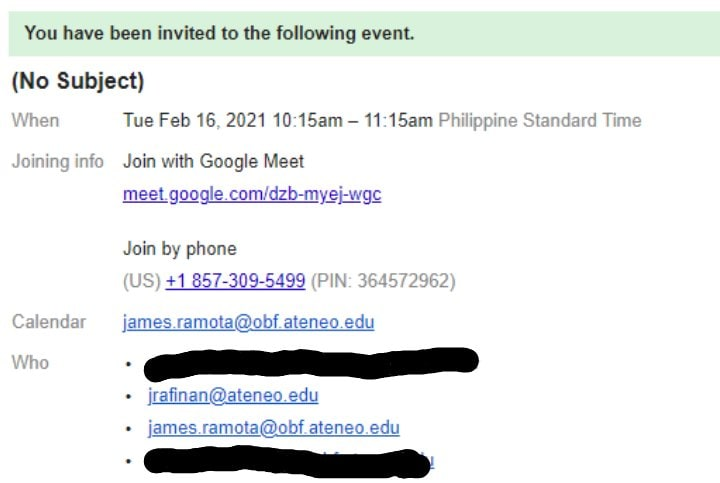 You have been invited to the following event.
(No Subject)
When Tue Feb 16, 2021 10:15am – 11:15am Philippine Standard Time
Joining info Join with Google Meet
meet.google.com/dzb-myej-wgc
Join by phone
(US) +1 857-309-5499 (PIN: 364572962)
Calendar james.ramota@obf.ateneo.edu
Who
• jrafinan@ateneo.edu
• james.ramota@obf.ateneo.edu